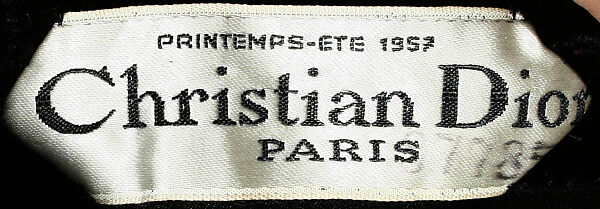 PRINTEMPS-ETE 1957
Christian Dior
PARIS